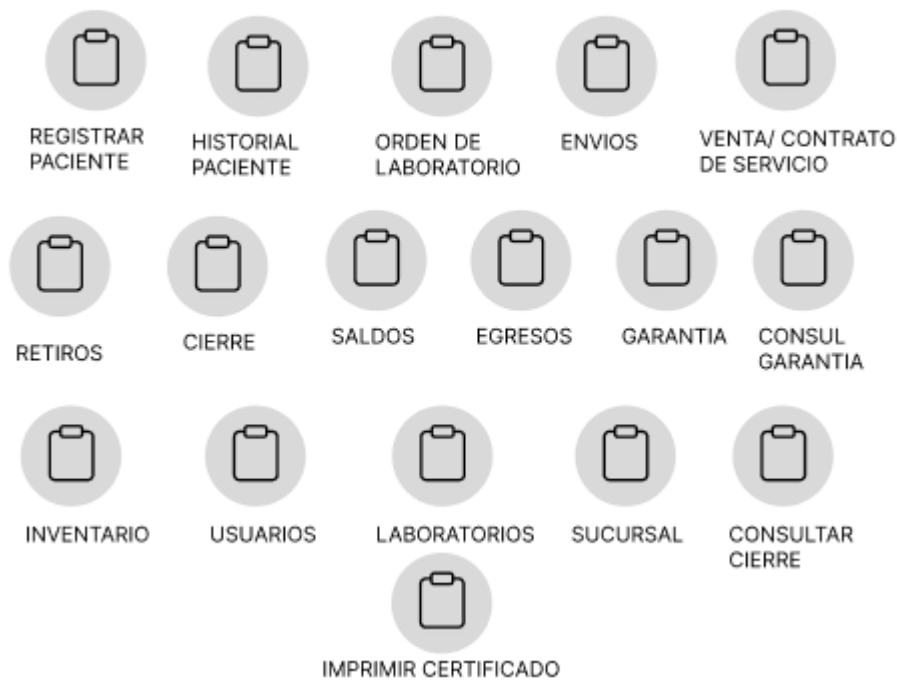 REGISTRAR
PACIENTE
HISTORIAL
PACIENTE
ORDEN DE
LABORATORIO
ENVIOS
VENTA/ CONTRATO
DE SERVICIO
RETIROS
CIERRE
SALDOS
EGRESOS
GARANTIA
CONSUL
GARANTIA
INVENTARIO
USUARIOS
LABORATORIOS
SUCURSAL
CONSULTAR
CIERRE
IMPRIMIR CERTIFICADO